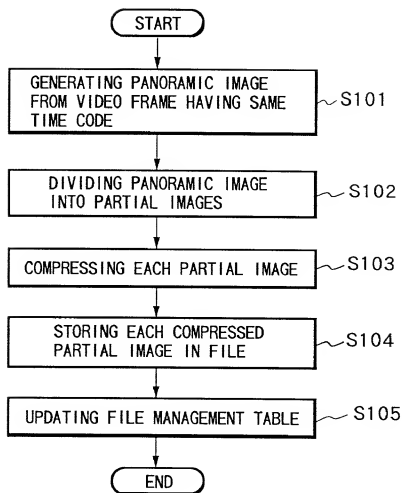 START
GENERATING PANORAMIC IMAGE
FROM VIDEO FRAME HAVING SAME
TIME CODE
S101
DIVIDING PANORAMIC IMAGE
INTO PARTIAL IMAGES
S102
COMPRESSING EACH PARTIAL IMAGE
S103
STORING EACH COMPRESSED
PARTIAL IMAGE IN FILE
S104
UPDATING FILE MANAGEMENT TABLE
S105
END